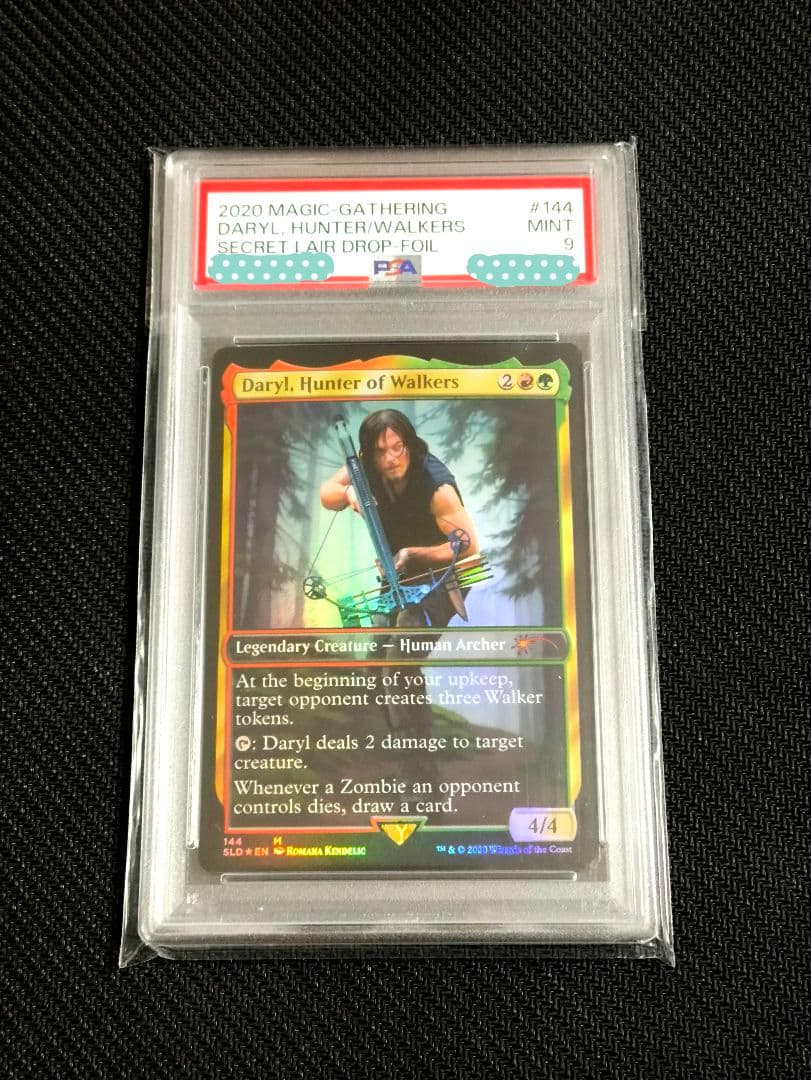 2020 MAGIC-GATHERING #144
DARYL, HUNTER/WALKERS MINT
SECRET LAIR DROP-FOIL 9
PSA
Daryl, Hunter of Walkers 2
Legendary Creature — Human Archer
At the beginning of your upkeep,
target opponent creates three Walker
tokens.
: Daryl deals 2 damage to target
creature.
Whenever a Zombie an opponent
controls dies, draw a card.
4/4
144 M
SLD★EN ROMANA KENDELIC
™ & © 2020 Wizards of the Coast